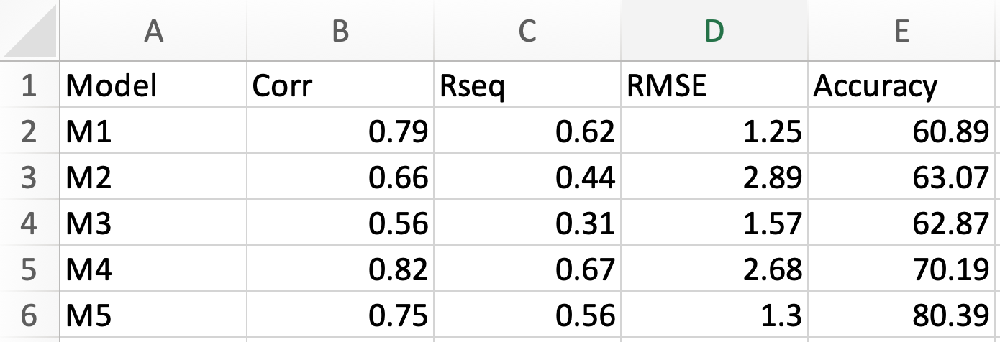 A B C D E
1 Model Corr Rseq RMSE Accuracy
2 M1 0.79 0.62 1.25 60.89
3 M2 0.66 0.44 2.89 63.07
4 M3 0.56 0.31 1.57 62.87
5 M4 0.82 0.67 2.68 70.19
6 M5 0.75 0.56 1.3 80.39